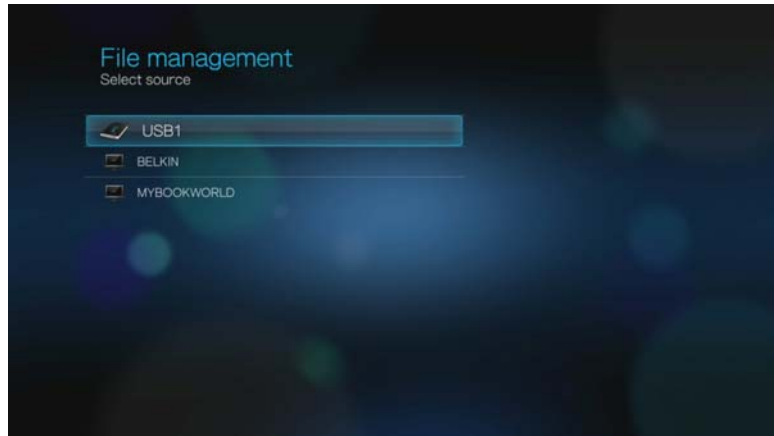 File management
Select source
USB1
BELKIN
MYBOOKWORLD